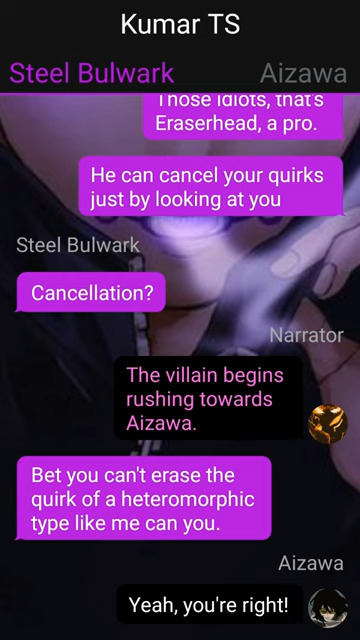 Kumar TS
Steel Bulwark
Aizawa
Those idiots, that's
Eraserhead, a pro.
He can cancel your quirks
just by looking at you
Steel Bulwark
Cancellation?
Narrator
The villain begins
rushing towards
Aizawa.
Bet you can't erase the
quirk of a heteromorphic
type like me can you.
Aizawa
Yeah, you're right!